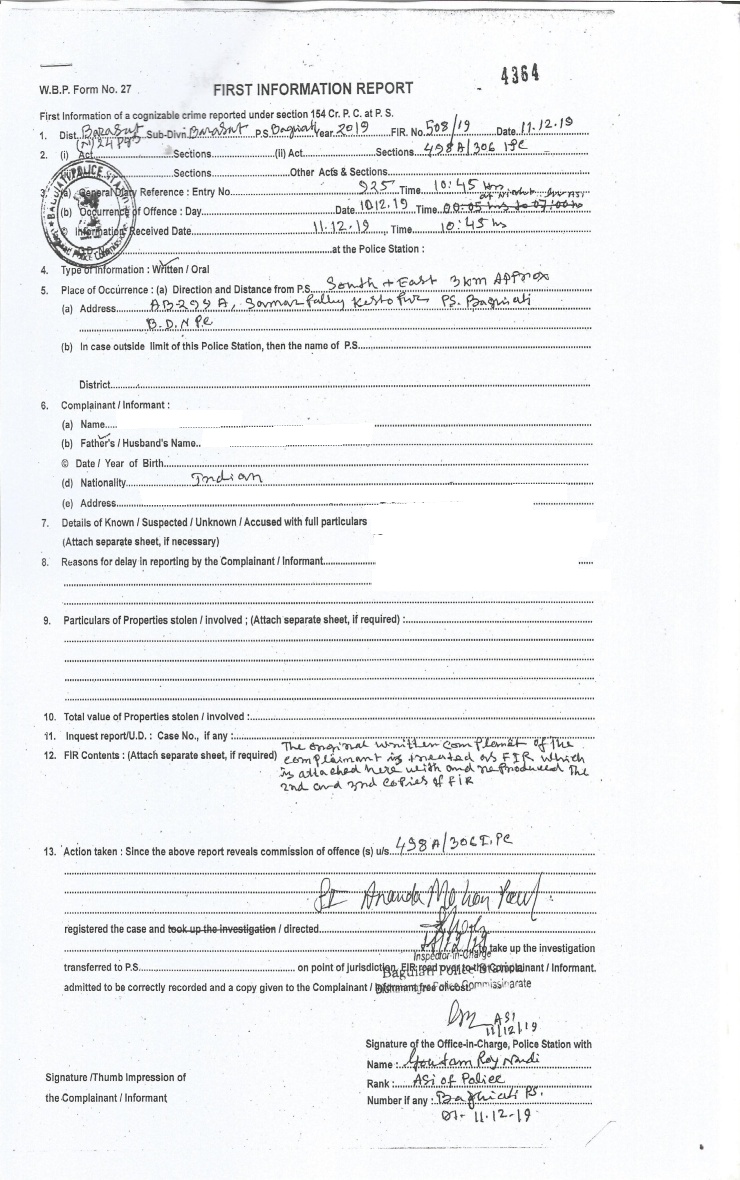 4364
W.B.P. Form No. 27
FIRST INFORMATION REPORT
First Information of a cognizable crime reported under section 154 Cr. P. C. at P. S.
1. Dist. Barasat Sub-Divn Barasat P.S Baguiati Year 2019 FIR. No. 508/19 Date 11.12.19
(N) 24 Pgs
2. (i) Act Sections (ii) Act Sections 498A/306 IPC
Sections Other Acts & Sections
3. (a) General Diary Reference : Entry No. 925 Time 10:45 hrs
(b) Occurrence of Offence : Day Date 10.12.19 Time 00:05 hrs to 07:00 hrs
© Information Received Date 11.12.19, Time 10:45 hrs
at the Police Station :
4. Type of Information : Written / Oral
5. Place of Occurrence : (a) Direction and Distance from P.S. South + East 3km Approx
(a) Address AB-299A, Samarpally Kestopur PS. Baguiati
B.D.N P.C
(b) In case outside limit of this Police Station, then the name of P.S.
District
6. Complainant / Informant :
(a) Name
(b) Father's / Husband's Name
© Date / Year of Birth
(d) Nationality Indian
(e) Address
7. Details of Known / Suspected / Unknown / Accused with full particulars
(Attach separate sheet, if necessary)
8. Reasons for delay in reporting by the Complainant / Informant
9. Particulars of Properties stolen / involved ; (Attach separate sheet, if required) :
10. Total value of Properties stolen / involved :
11. Inquest report/U.D. : Case No., if any :
12. FIR Contents : (Attach separate sheet, if required) The original written complaint of the
complainant is treated as FIR which
is attached here with and reproduced the
2nd and 3rd copies of FIR
13. Action taken : Since the above report reveals commission of offence (s) u/s. 498A/306 I.PC
SI Ananda Mohan Paul
registered the case and took up the investigation / directed
to take up the investigation
Inspector-in-Charge
transferred to P.S. on point of jurisdiction, FIR read over to the Complainant / Informant.
Baguiati Police Station
admitted to be correctly recorded and a copy given to the Complainant / Informant free of cost.
Police Commissinarate
ASI
11/12/19
Signature of the Office-in-Charge, Police Station with
Name : Goutam Roy Nandi
Signature /Thumb Impression of
Rank : ASI of Police
the Complainant / Informant
Number if any : Baguiati PS.
DT- 11-12-19